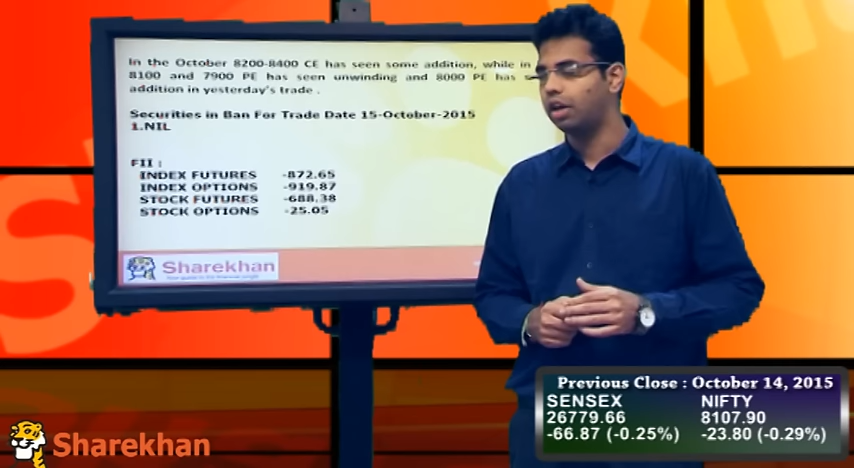 In the October 8200-8400 CE has seen some addition, while in
8100 and 7900 PE has seen unwinding and 8000 PE has
addition in yesterday's trade .
Securities in Ban For Trade Date 15-October-2015
1.NIL
FII :
INDEX FUTURES -872.65
INDEX OPTIONS -919.87
STOCK FUTURES -688.38
STOCK OPTIONS -25.05
Sharekhan
Previous Close : October 14, 2015
SENSEX NIFTY
26779.66 8107.90
-66.87 (-0.25%) -23.80 (-0.29%)
Sharekhan